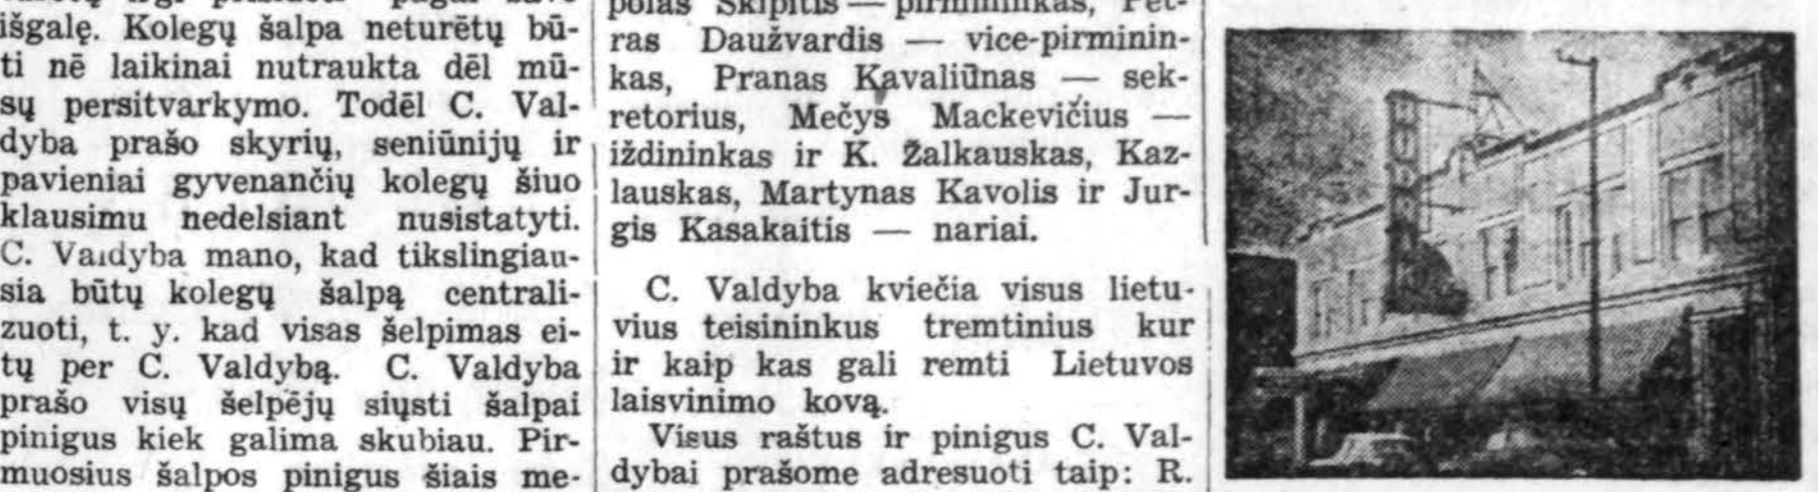 išgalę. Kolegų šalpa neturėtų bū-
ti nė laikinai nutraukta dėl mū-
sų persitvarkymo. Todėl C. Val-
dyba prašo skyrių, seniūnijų ir
pavieniai gyvenančių kolegų šiuo
klausimu nedelsiant nusistatyti.
C. Valdyba mano, kad tikslingiau-
sia būtų kolegų šalpą centrali-
zuoti, t. y. kad visas šelpimas ei-
tų per C. Valdybą. C. Valdyba
prašo visų šelpėjų siųsti šalpai
pinigus kiek galima skubiau. Pir-
muosius šalpos pinigus šiais me-
polas Skipitis — pirmininkas, Pet-
ras Daužvardis — vice-pirminin-
kas, Pranas Kavaliūnas — sek-
retorius, Mečys Mackevičius —
iždininkas ir K. Žalkauskas, Kaz-
lauskas, Martynas Kavolis ir Jur-
gis Kasakaitis — nariai.
C. Valdyba kviečia visus lietu-
vius teisininkus tremtinius kur
ir kaip kas gali remti Lietuvos
laisvinimo kovą.
Visus raštus ir pinigus C. Val-
dybai prašome adresuoti taip: R.